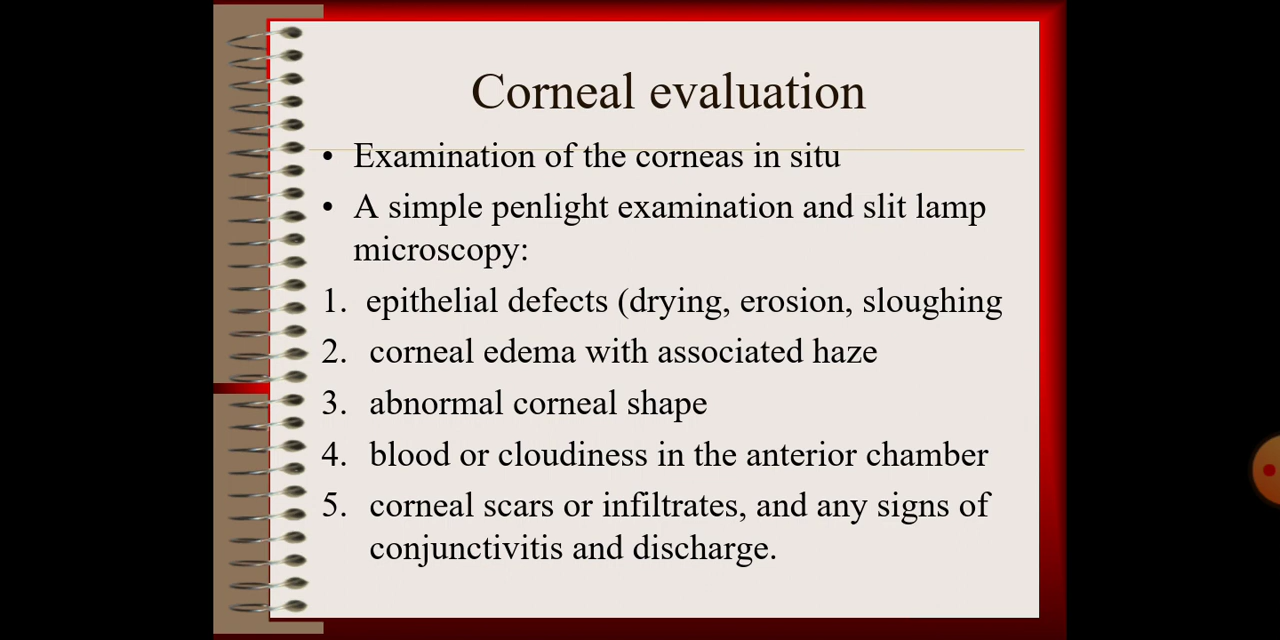 Corneal evaluation
• Examination of the corneas in situ
• A simple penlight examination and slit lamp
microscopy:
1. epithelial defects (drying, erosion, sloughing
2. corneal edema with associated haze
3. abnormal corneal shape
4. blood or cloudiness in the anterior chamber
5. corneal scars or infiltrates, and any signs of
conjunctivitis and discharge.